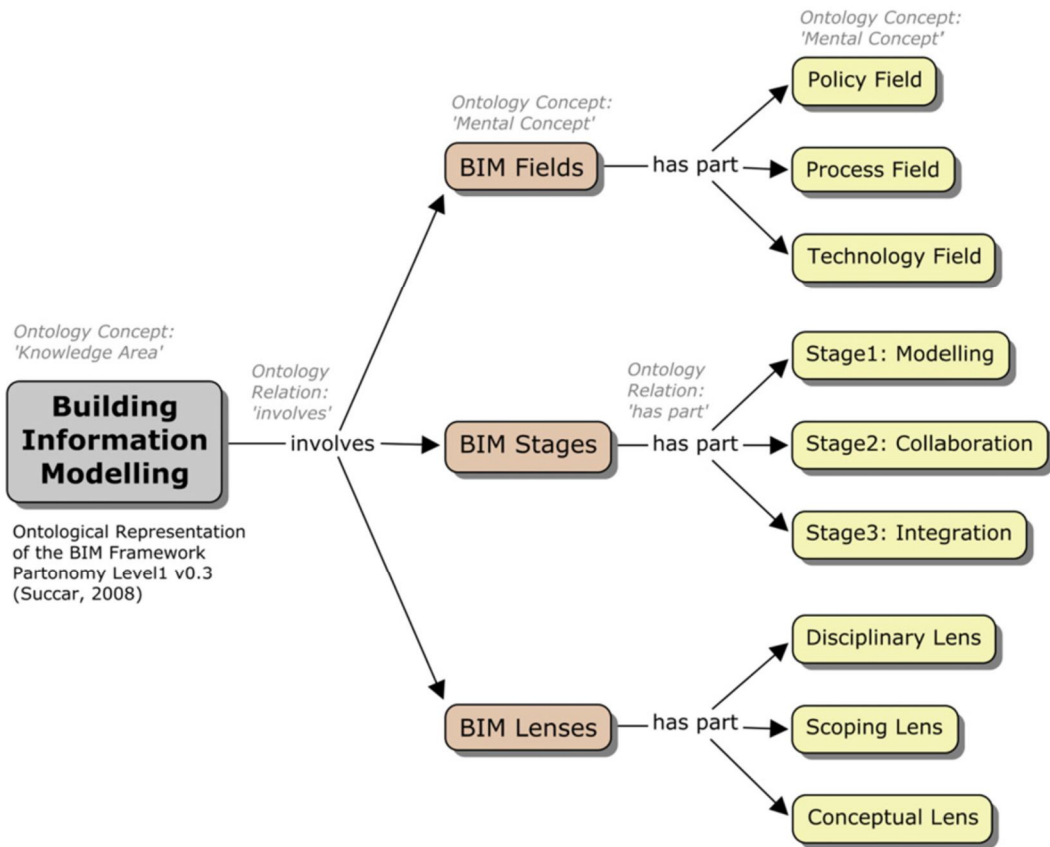 Ontology Concept:
'Mental Concept'
Policy Field
Ontology Concept:
'Mental Concept'
BIM Fields
has part
Process Field
Technology Field
Ontology Concept:
'Knowledge Area'
Building
Information
Modelling
Ontological Representation
of the BIM Framework
Partonomy Level1 v0.3
(Succar, 2008)
Ontology
Relation:
'involves'
involves
BIM Stages
Ontology
Relation:
'has part'
has part
Stage1: Modelling
Stage2: Collaboration
Stage3: Integration
BIM Lenses
has part
Disciplinary Lens
Scoping Lens
Conceptual Lens